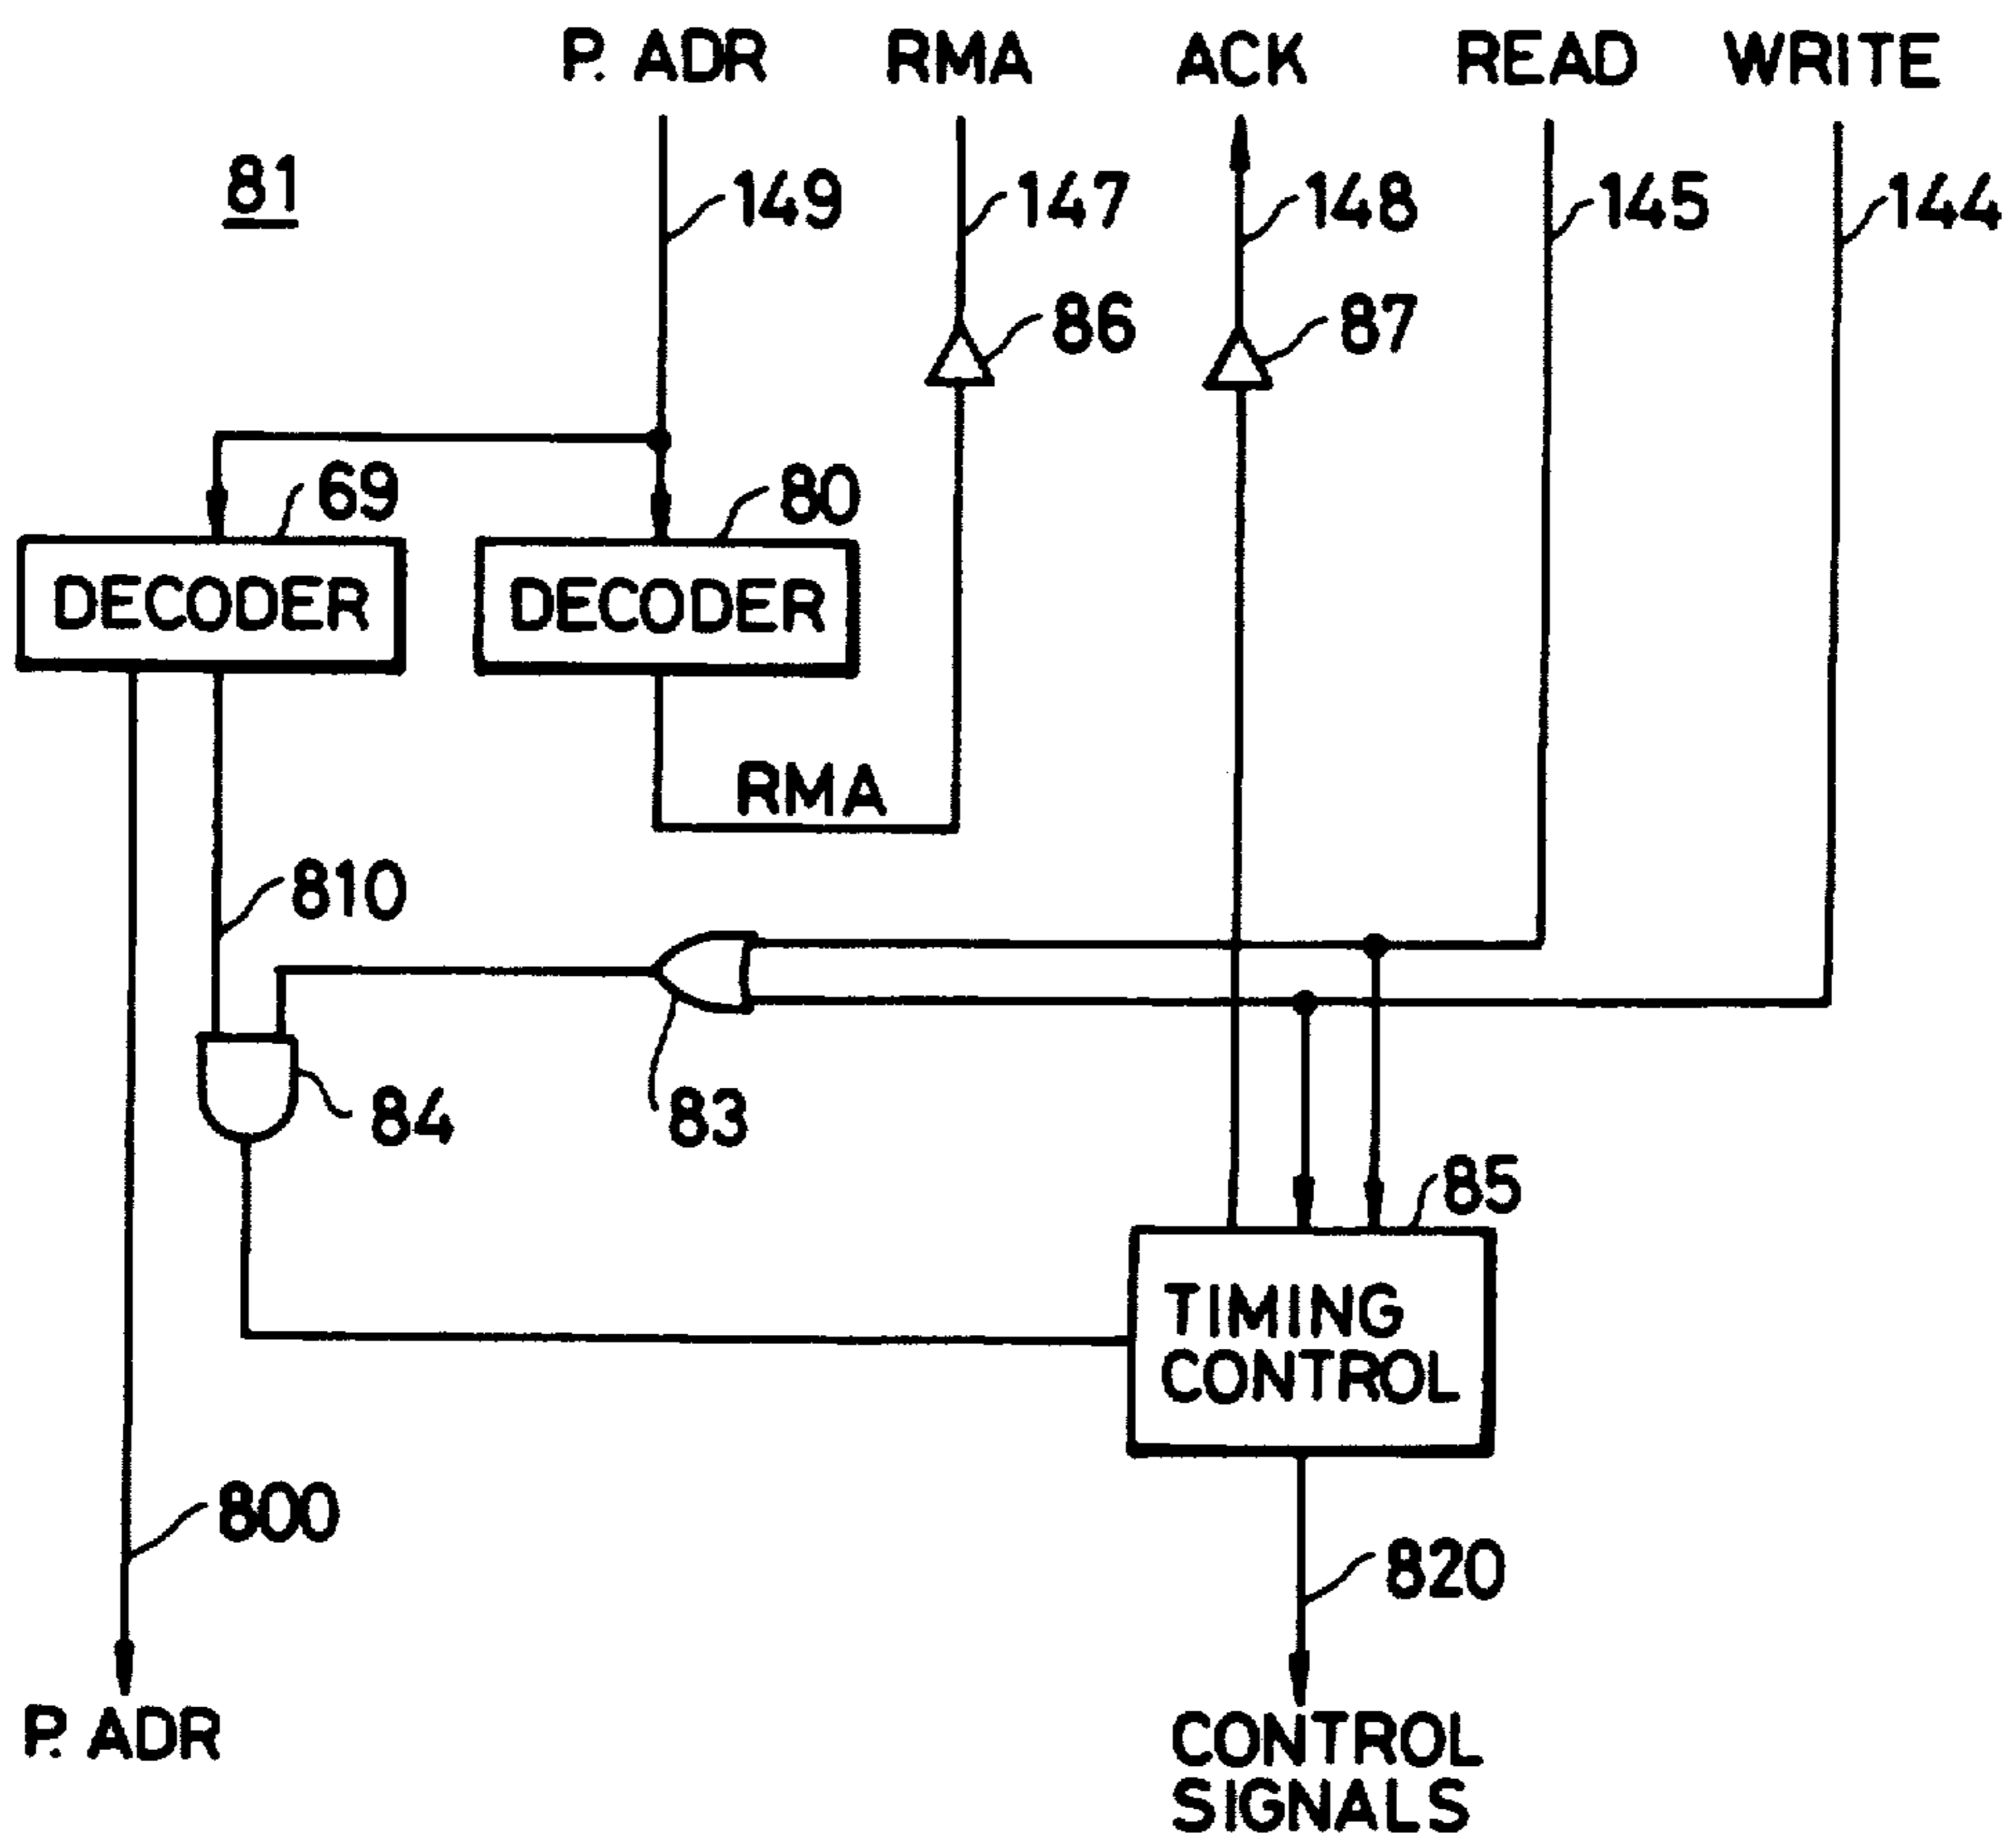 P. ADR RMA ACK READ WRITE
81
149 147 148 145 144
86 87
69 80
DECODER DECODER
RMA
810
84 83
85
TIMING
CONTROL
800
820
P. ADR
CONTROL
SIGNALS